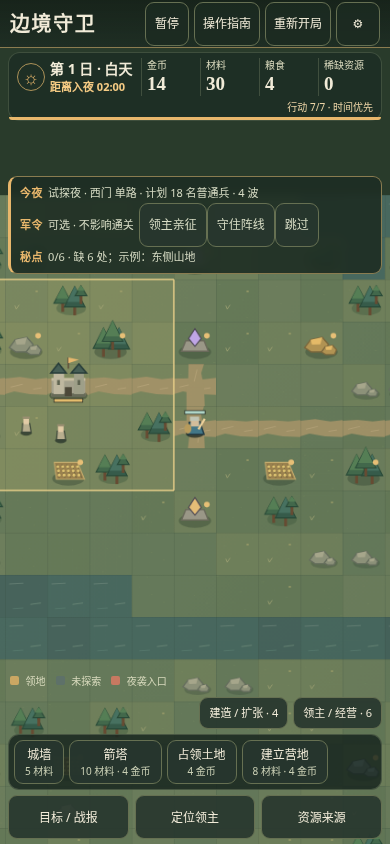 边境守卫
暂停
操作指南
重新开局
第 1 日 · 白天
距离入夜 02:00
金币
14
材料
30
粮食
4
稀缺资源
0
行动 7/7 · 时间优先
今夜 试探夜 · 西门 单路 · 计划 18 名普通兵 · 4 波
军令 可选 · 不影响通关 领主亲征 守住阵线 跳过
秘点 0/6 · 缺 6 处；示例：东侧山地
领地 未探索 夜袭入口
建造 / 扩张 · 4
领主 / 经营 · 6
城墙
5 材料
箭塔
10 材料 · 4 金币
占领土地
4 金币
建立营地
8 材料 · 4 金币
目标 / 战报
定位领主
资源来源